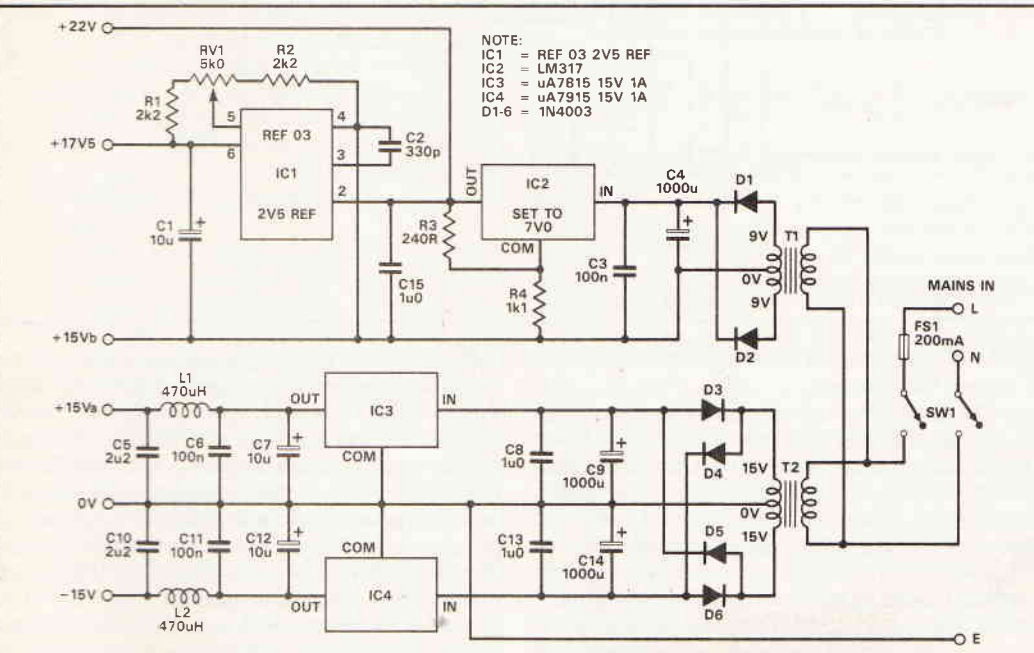 +22V
NOTE:
IC1 = REF 03 2V5 REF
IC2 = LM317
IC3 = uA7815 15V 1A
IC4 = uA7915 15V 1A
D1-6 = 1N4003
RV1
5k0
R2
2k2
R1
2k2
5
4
6
3
2
REF 03
IC1
2V5 REF
C2
330p
+17V5
C1
10u
+
C15
1u0
R3
240R
OUT
IC2
SET TO
7V0
COM
IN
R4
1k1
C3
100n
C4
1000u
+
D1
D2
9V
0V
9V
T1
MAINS IN
L
FS1
200mA
N
SW1
+15Vb
L1
470uH
+15Va
C5
2u2
C6
100n
C7
10u
+
OUT
IC3
IN
COM
C8
1u0
C9
1000u
+
D3
D4
15V
T2
0V
15V
0V
C10
2u2
C11
100n
C12
10u
+
COM
IC4
OUT
IN
C13
1u0
C14
1000u
+
D5
D6
-15V
L2
470uH
E